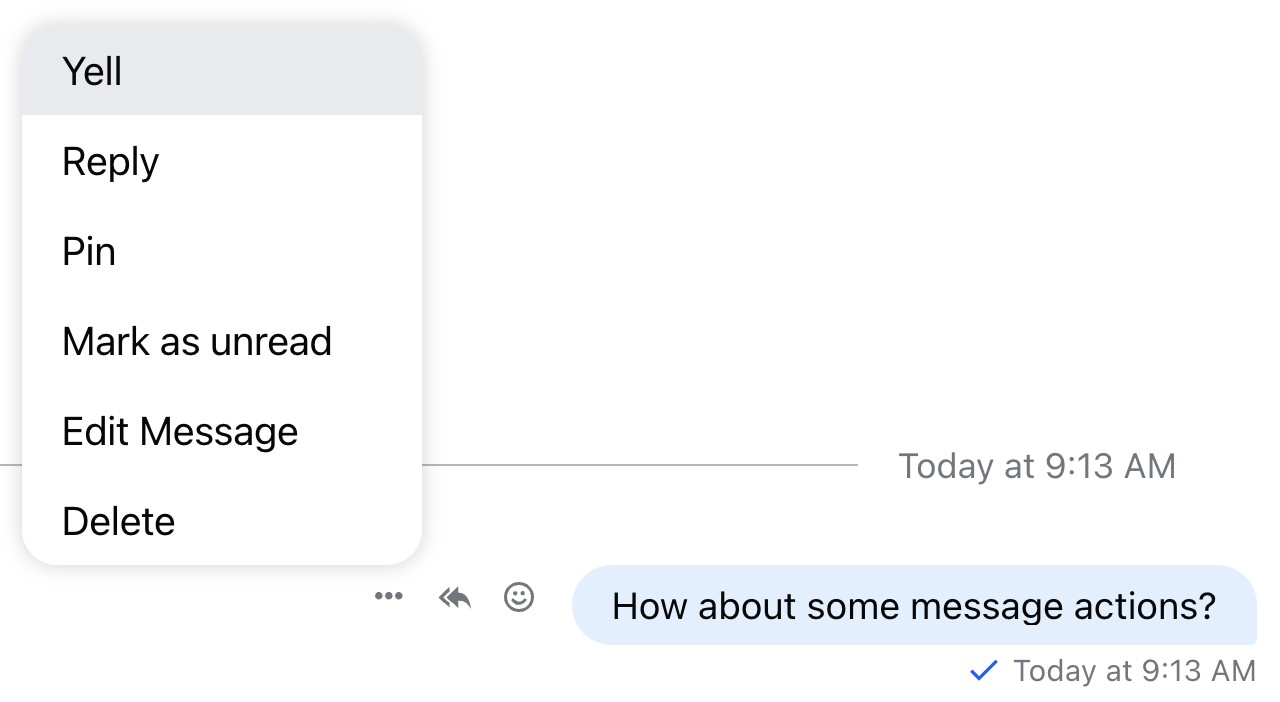 Yell
Reply
Pin
Mark as unread
Edit Message
Delete
Today at 9:13 AM
How about some message actions?
Today at 9:13 AM